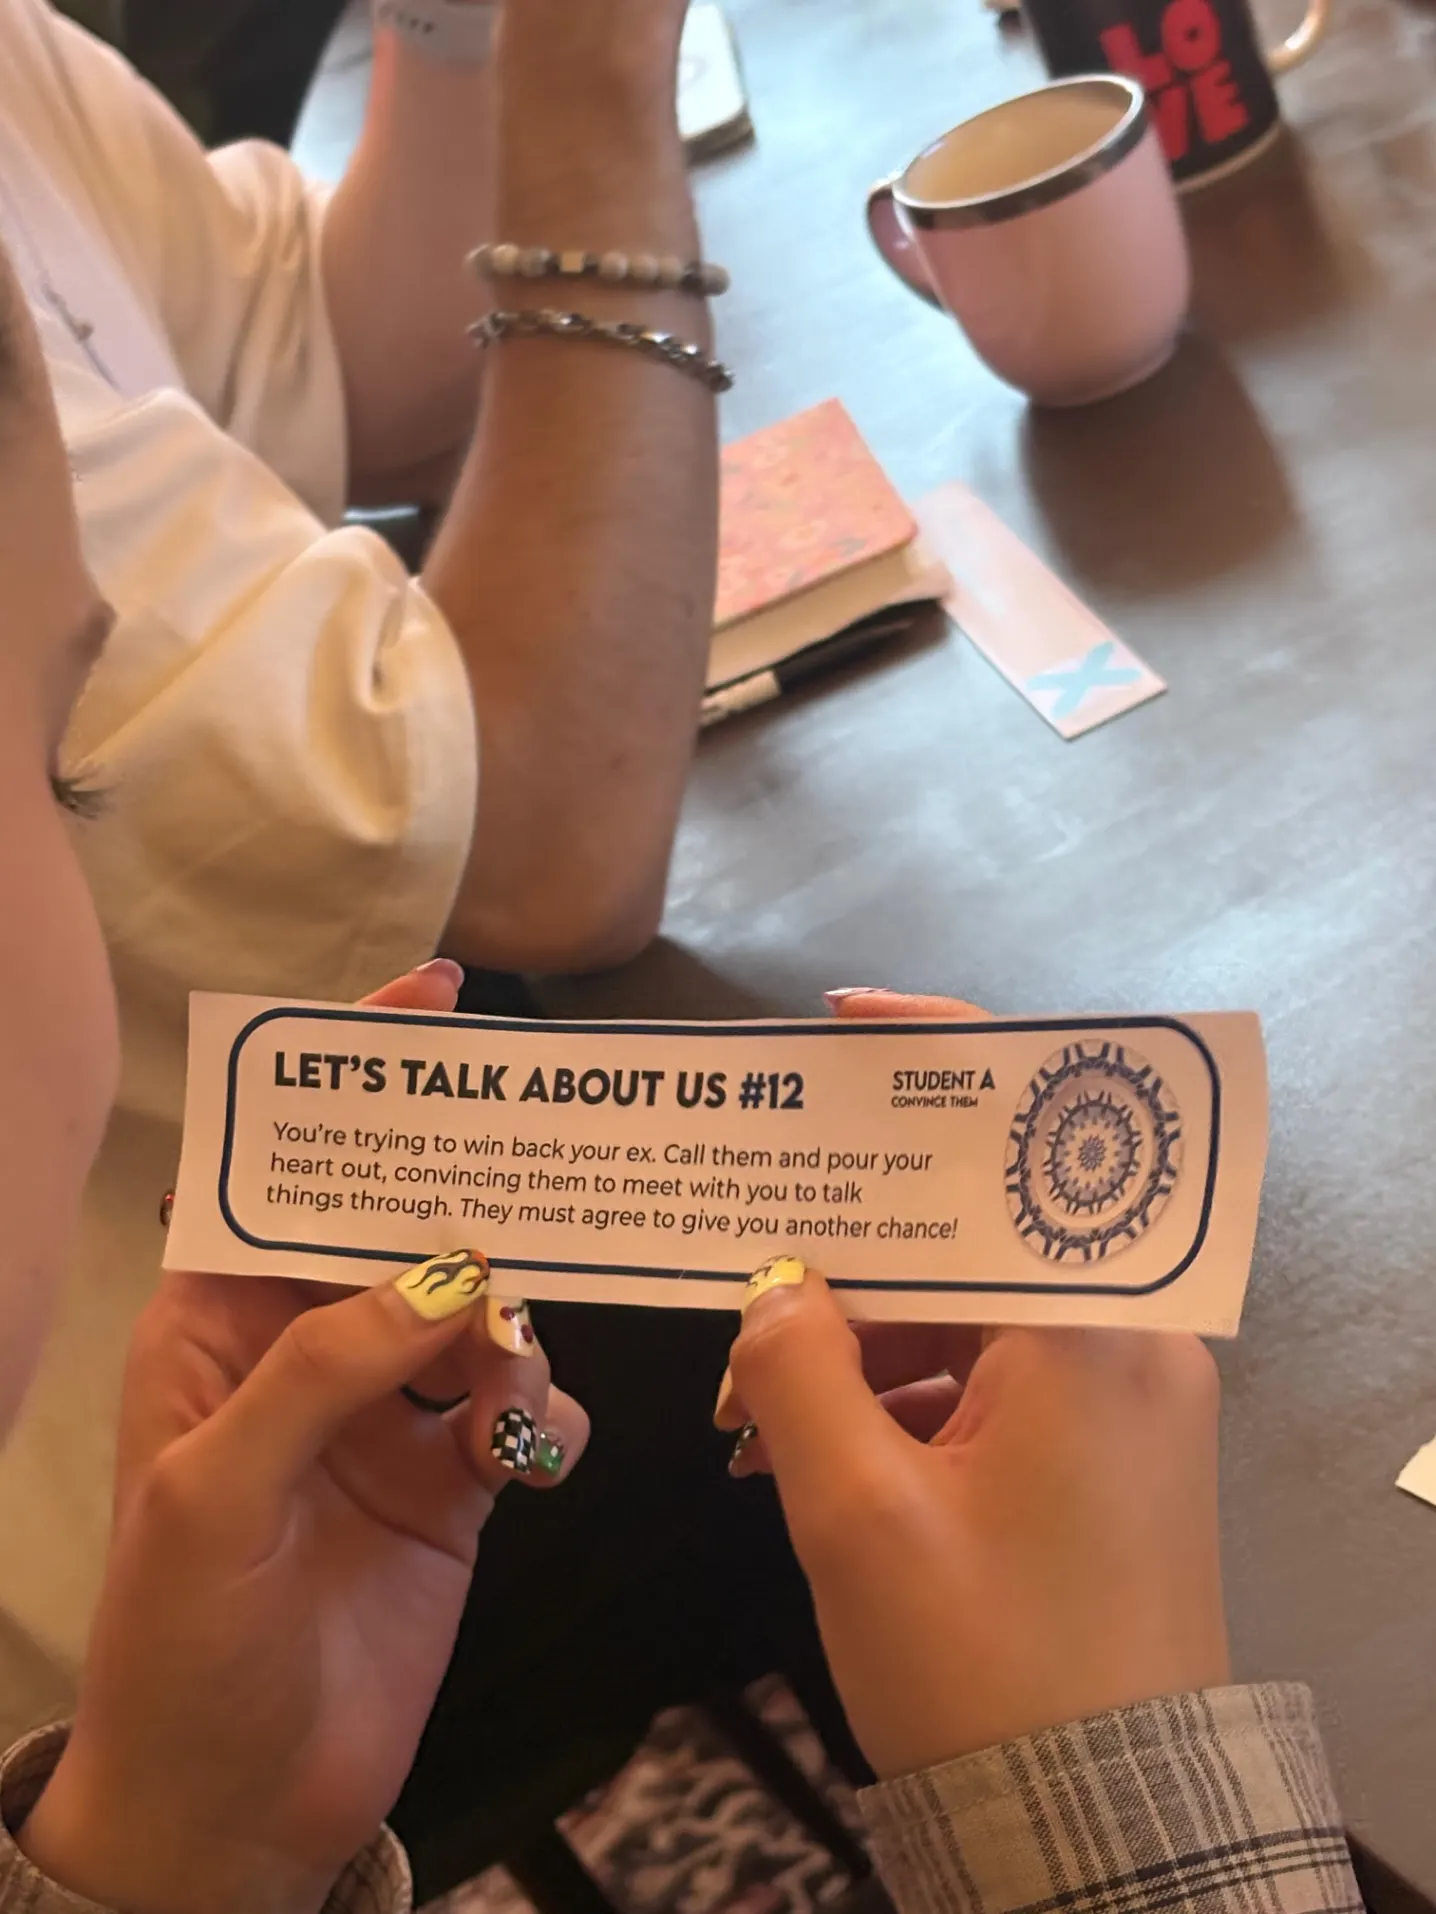 LO
VE
LET'S TALK ABOUT US #12
STUDENT A
CONVINCE THEM
You're trying to win back your ex. Call them and pour your
heart out, convincing them to meet with you to talk
things through. They must agree to give you another chance!